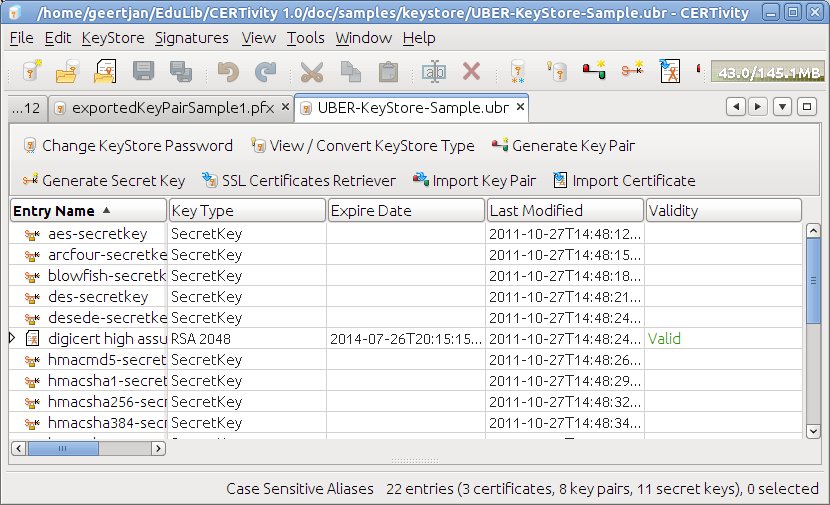 /home/geertjan/EduLib/CERTivity 1.0/doc/samples/keystore/UBER-KeyStore-Sample.ubr - CERTivity
File Edit KeyStore Signatures View Tools Window Help
43.0/145.1MB
...12 exportedKeyPairSample1.pfx UBER-KeyStore-Sample.ubr
Change KeyStore Password View / Convert KeyStore Type Generate Key Pair
Generate Secret Key SSL Certificates Retriever Import Key Pair Import Certificate
Entry Name Key Type Expire Date Last Modified Validity
aes-secretkey SecretKey 2011-10-27T14:48:12...
arcfour-secretke SecretKey 2011-10-27T14:48:15...
blowfish-secretk SecretKey 2011-10-27T14:48:18...
des-secretkey SecretKey 2011-10-27T14:48:21...
desede-secretke SecretKey 2011-10-27T14:48:24...
digicert high assu RSA 2048 2014-07-26T20:15:15... 2011-10-27T14:48:24... Valid
hmacmd5-secret SecretKey 2011-10-27T14:48:26...
hmacsha1-secret SecretKey 2011-10-27T14:48:29...
hmacsha256-secr SecretKey 2011-10-27T14:48:32...
hmacsha384-secr SecretKey 2011-10-27T14:48:34...
Case Sensitive Aliases 22 entries (3 certificates, 8 key pairs, 11 secret keys), 0 selected